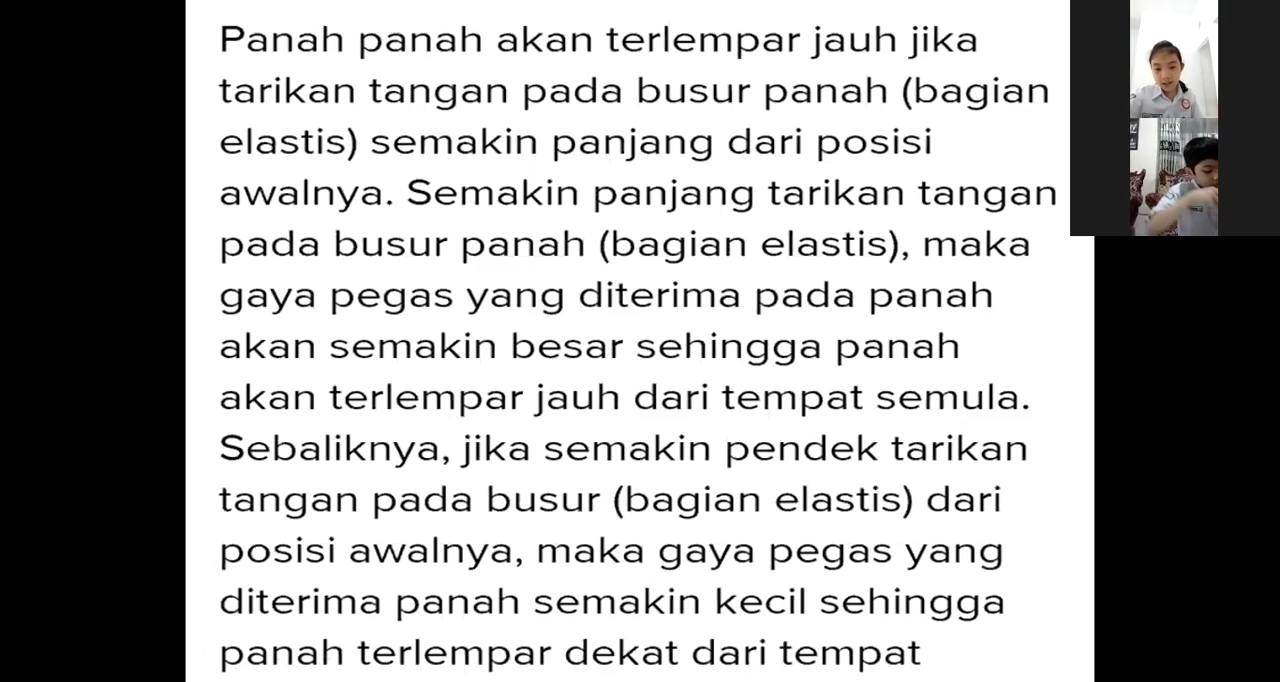 Panah panah akan terlempar jauh jika
tarikan tangan pada busur panah (bagian
elastis) semakin panjang dari posisi
awalnya. Semakin panjang tarikan tangan
pada busur panah (bagian elastis), maka
gaya pegas yang diterima pada panah
akan semakin besar sehingga panah
akan terlempar jauh dari tempat semula.
Sebaliknya, jika semakin pendek tarikan
tangan pada busur (bagian elastis) dari
posisi awalnya, maka gaya pegas yang
diterima panah semakin kecil sehingga
panah terlempar dekat dari tempat